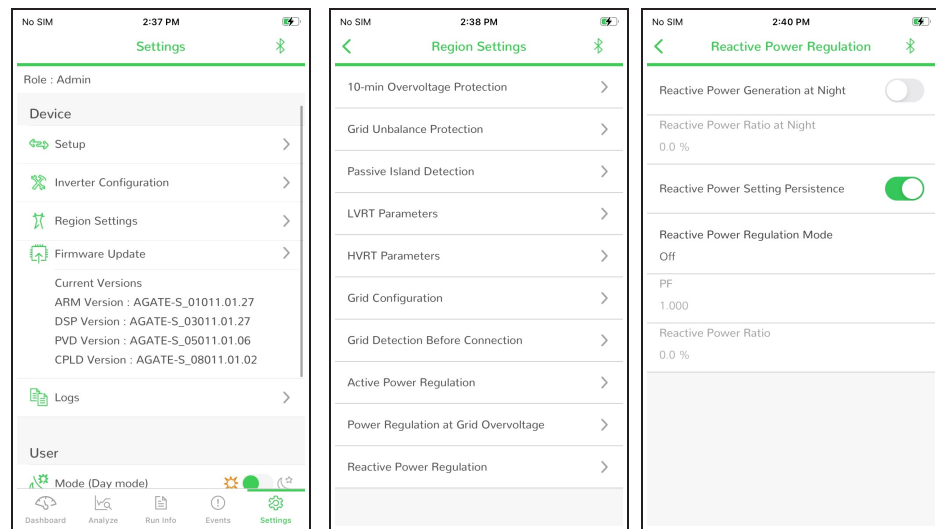 No SIM 2:37 PM
Settings
Role : Admin
Device
Setup
Inverter Configuration
Region Settings
Firmware Update
Current Versions
ARM Version : AGATE-S_01011.01.27
DSP Version : AGATE-S_03011.01.27
PVD Version : AGATE-S_05011.01.06
CPLD Version : AGATE-S_08011.01.02
Logs
User
Mode (Day mode)
Dashboard Analyze Run Info Events Settings
No SIM 2:38 PM
Region Settings
10-min Overvoltage Protection
Grid Unbalance Protection
Passive Island Detection
LVRT Parameters
HVRT Parameters
Grid Configuration
Grid Detection Before Connection
Active Power Regulation
Power Regulation at Grid Overvoltage
Reactive Power Regulation
No SIM 2:40 PM
Reactive Power Regulation
Reactive Power Generation at Night
Reactive Power Ratio at Night
0.0 %
Reactive Power Setting Persistence
Reactive Power Regulation Mode
Off
PF
1.000
Reactive Power Ratio
0.0 %